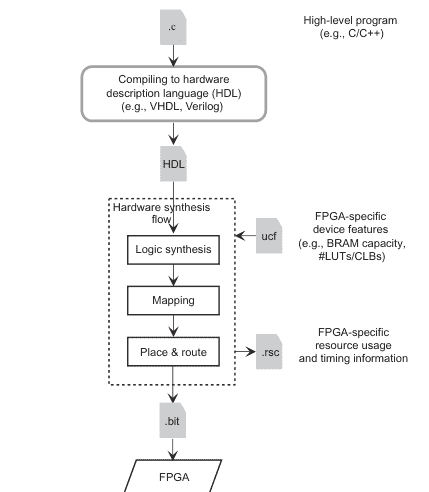 .c
High-level program
(e.g., C/C++)
Compiling to hardware
description language (HDL)
(e.g., VHDL, Verilog)
HDL
Hardware synthesis
flow
Logic synthesis
ucf
FPGA-specific
device features
(e.g., BRAM capacity,
#LUTs/CLBs)
Mapping
Place & route
.rsc
FPGA-specific
resource usage
and timing information
.bit
FPGA